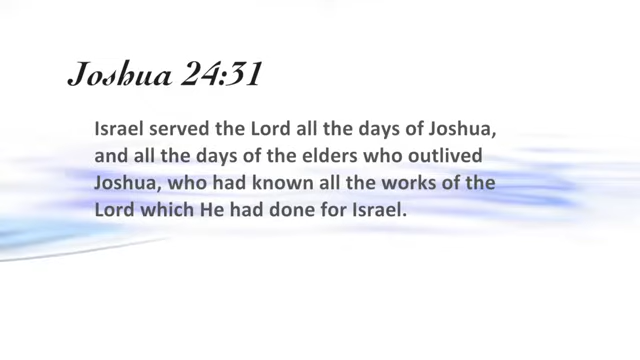 Joshua 24:31
Israel served the Lord all the days of Joshua,
and all the days of the elders who outlived
Joshua, who had known all the works of the
Lord which He had done for Israel.